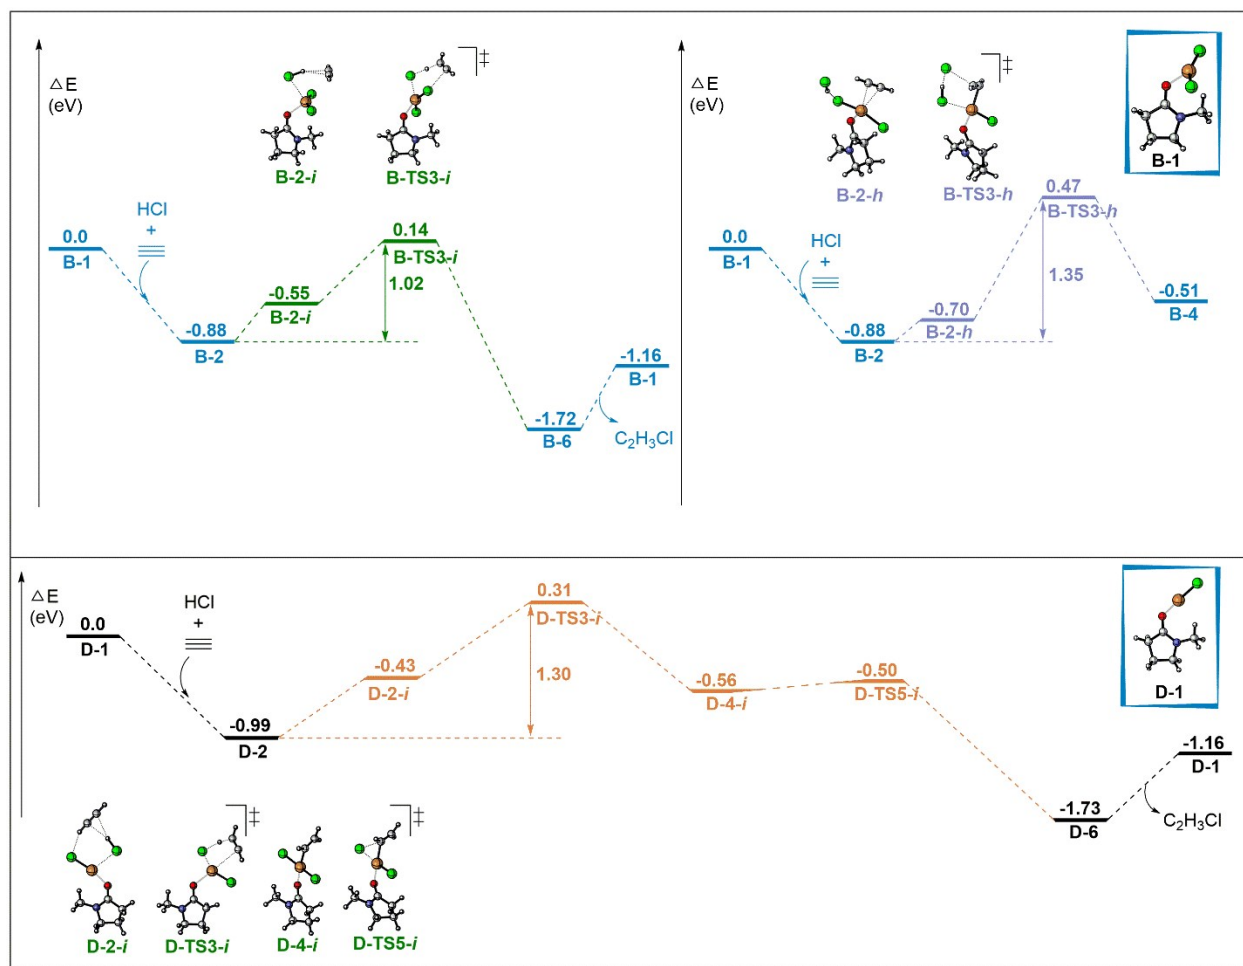 △E
(eV)
B-2-i
B-TS3-i
‡
HCl
+
0.0
B-1
-0.88
B-2
-0.55
B-2-i
0.14
B-TS3-i
1.02
-1.72
B-6
-1.16
B-1
C2H3Cl
△E
(eV)
B-2-h
B-TS3-h
‡
B-1
HCl
+
0.0
B-1
-0.88
B-2
-0.70
B-2-h
0.47
B-TS3-h
1.35
-0.51
B-4
△E
(eV)
0.0
D-1
HCl
+
-0.99
D-2
-0.43
D-2-i
0.31
D-TS3-i
1.30
-0.56
D-4-i
-0.50
D-TS5-i
-1.73
D-6
-1.16
D-1
C2H3Cl
D-1
‡
‡
D-2-i
D-TS3-i
D-4-i
D-TS5-i